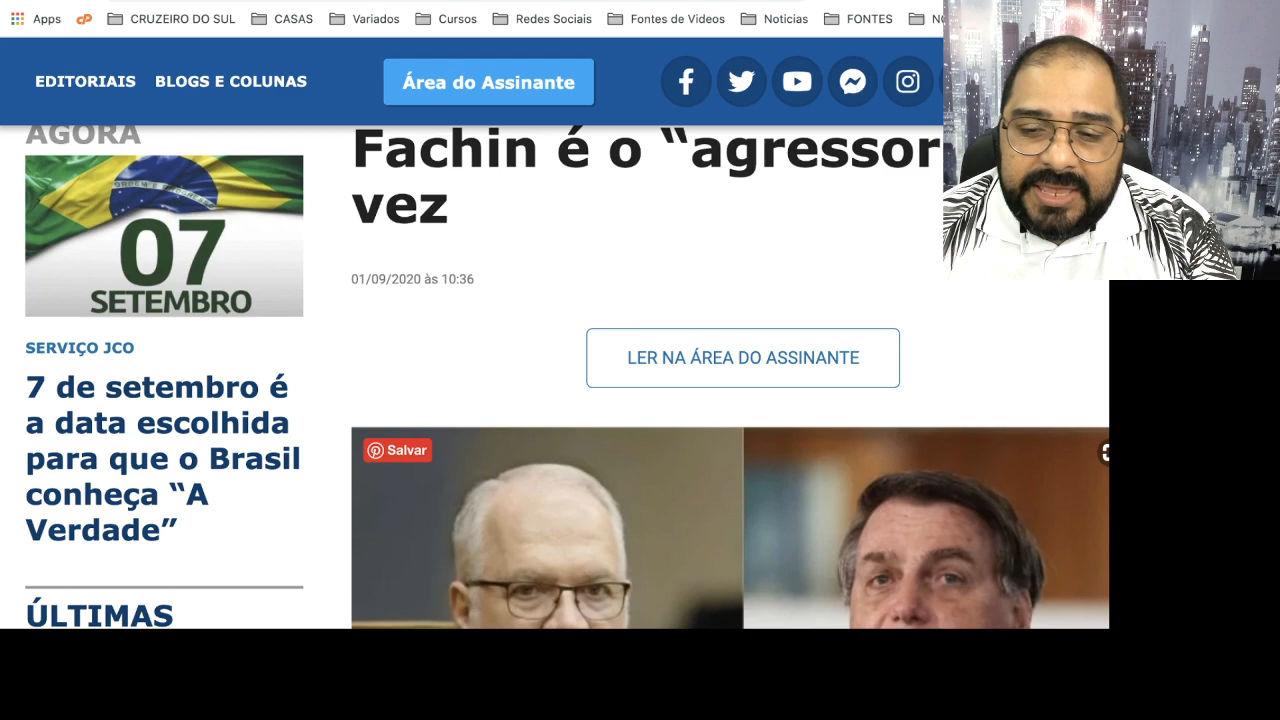 Apps
CRUZEIRO DO SUL
CASAS
Variados
Cursos
Redes Sociais
Fontes de Videos
Noticias
FONTES
EDITORIAIS
BLOGS E COLUNAS
Área do Assinante
AGORA
07
SETEMBRO
SERVIÇO JCO
7 de setembro é
a data escolhida
para que o Brasil
conheça “A
Verdade”
ÚLTIMAS
Fachin é o “agressor
vez
01/09/2020 às 10:36
LER NA ÁREA DO ASSINANTE
Salvar